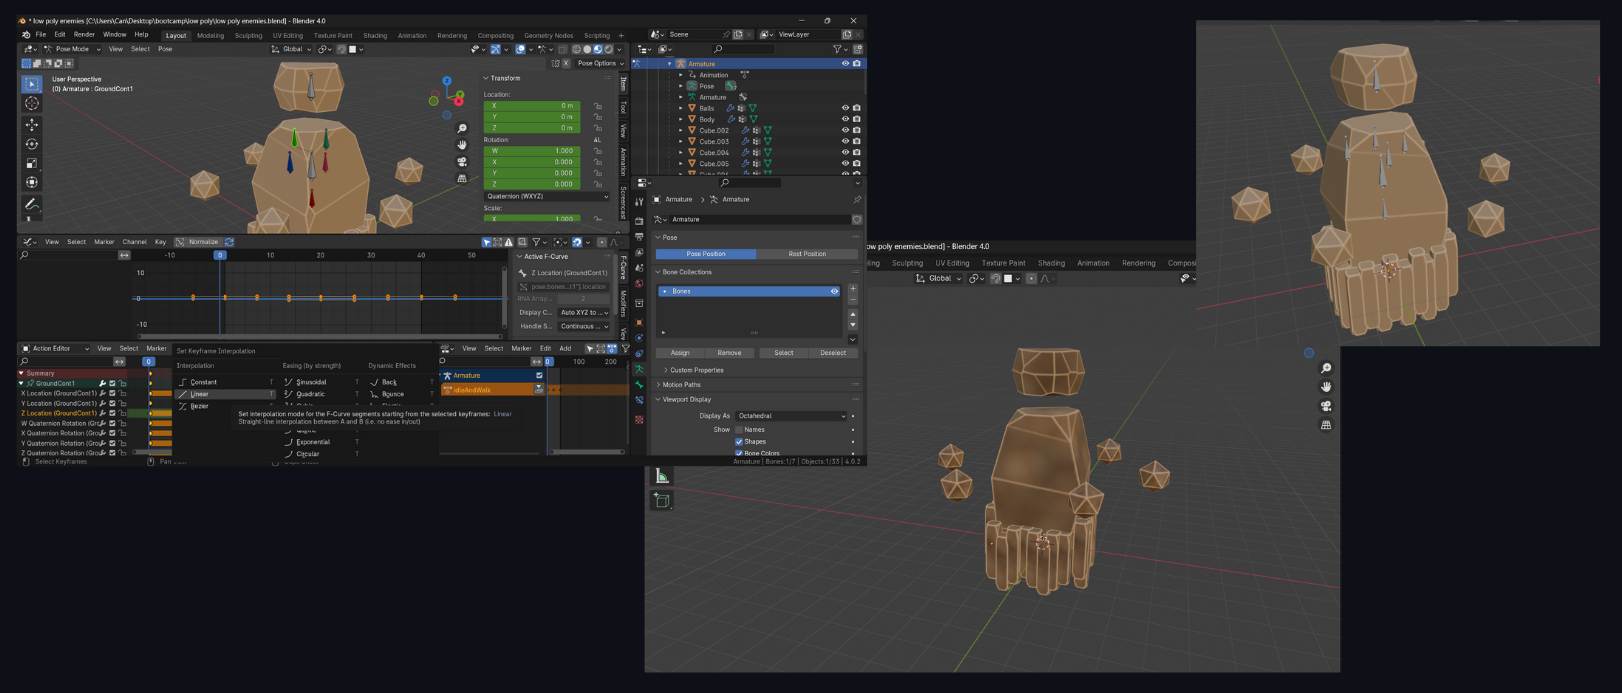 * low poly enemies [C:\Users\Can\Desktop\bootcamp\low poly\low poly enemies.blend] - Blender 4.0
File Edit Render Window Help Layout Modeling Sculpting UV Editing Texture Paint Shading Animation Rendering Compositing Geometry Nodes Scripting +
Scene ViewLayer
Pose Mode View Select Pose Global
Pose Options
User Perspective
(0) Armature : GroundCont1
Z
Y
X
Transform
Location:
X 0 m
Y 0 m
Z 0 m
Rotation: 4L
W 1.000
X 0.000
Y 0.000
Z 0.000
Quaternion (WXYZ)
Scale:
X 1.000
Item
Tool
View
Animation
Screencast
Armature
Animation
Pose
Armature
Balls
Body
Cube.002
Cube.003
Cube.004
Cube.005
Armature > Armature
Armature
Pose
Pose Position Rest Position
Bone Collections
Bones
Assign Remove Select Deselect
Custom Properties
Motion Paths
Viewport Display
Display As Octahedral
Show Names
Shapes
Bone Colors
View Select Marker Channel Key Normalize
-10 0 10 20 30 40 50
10
0
-10
Active F-Curve
Z Location (GroundCont1)
pose.bones...t1"].location
RNA Array... 2
Display C... Auto XYZ to ...
Handle S... Continuous ...
F-Curve
Modifiers
View
Action Editor View Select Marker
0
Summary
GroundCont1
X Location (GroundCont1)
Y Location (GroundCont1)
Z Location (GroundCont1)
W Quaternion Rotation (Gro
X Quaternion Rotation (Gro
Y Quaternion Rotation (Gro
Z Quaternion Rotation (Gro
Set Keyframe Interpolation
Interpolation Easing (by strength) Dynamic Effects
Constant T Sinusoidal T Back T
Linear T Quadratic T Bounce T
Bezier
Set interpolation mode for the F-Curve segments starting from the selected keyframes: Linear
Straight-line interpolation between A and B (i.e. no ease in/out)
Exponential T
Circular T
View Select Marker Edit Add
0 100 200
Armature
IdleAndWalk
Select Keyframes
Armature | Bones:1/7 | Objects:1/33 | 4.0.2
ow poly enemies.blend] - Blender 4.0
ling Sculpting UV Editing Texture Paint Shading Animation Rendering Composi
Global